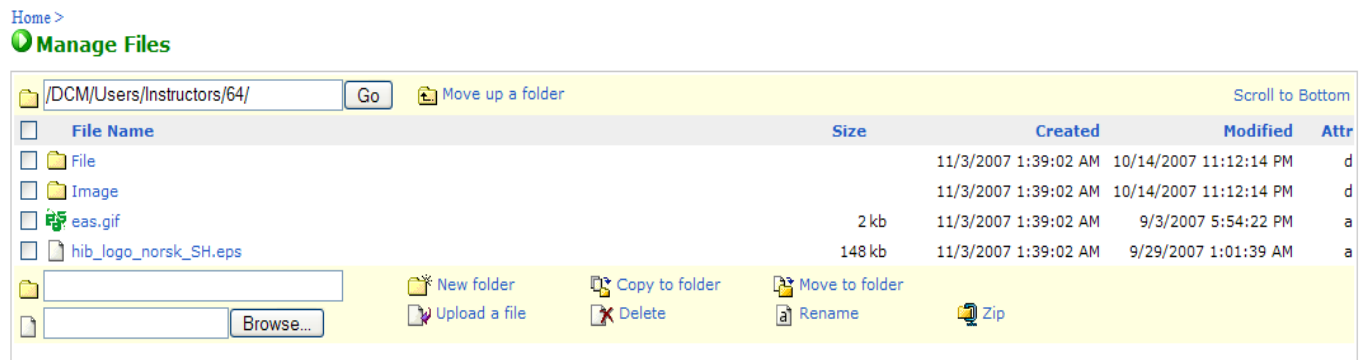 Home >
Manage Files
/DCM/Users/Instructors/64/ Go Move up a folder Scroll to Bottom
File Name Size Created Modified Attr
File 11/3/2007 1:39:02 AM 10/14/2007 11:12:14 PM d
Image 11/3/2007 1:39:02 AM 10/14/2007 11:12:14 PM d
eas.gif 2 kb 11/3/2007 1:39:02 AM 9/3/2007 5:54:22 PM a
hib_logo_norsk_SH.eps 148 kb 11/3/2007 1:39:02 AM 9/29/2007 1:01:39 AM a
New folder Copy to folder Move to folder
Browse... Upload a file Delete Rename Zip